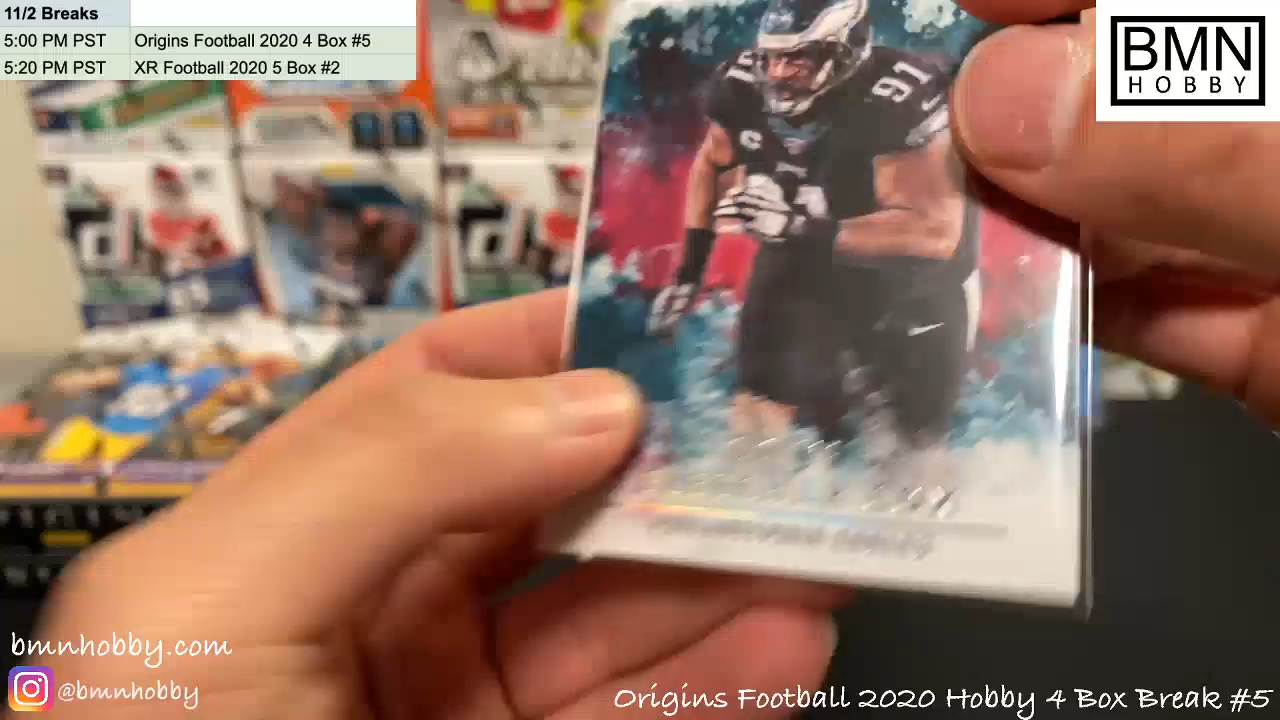 11/2 Breaks
5:00 PM PST Origins Football 2020 4 Box #5
5:20 PM PST XR Football 2020 5 Box #2
BMN
HOBBY
91
C
91
bmnhobby.com
@bmnhobby
Origins Football 2020 Hobby 4 Box Break #5